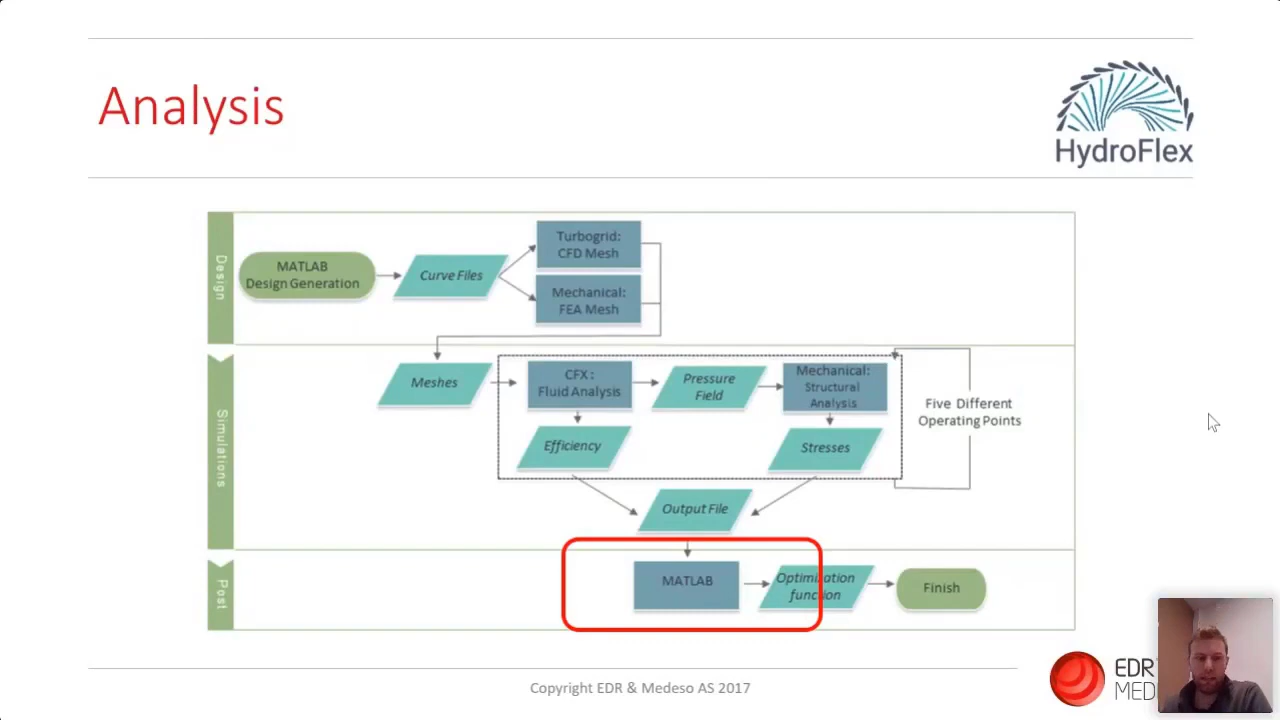 Analysis
HydroFlex
Design
MATLAB
Design Generation
Curve Files
Turbogrid:
CFD Mesh
Mechanical:
FEA Mesh
Simulations
Meshes
CFX :
Fluid Analysis
Pressure
Field
Mechanical:
Structural
Analysis
Five Different
Operating Points
Efficiency
Stresses
Output File
Post
MATLAB
Optimization
function
Finish
Copyright EDR & Medeso AS 2017
EDR